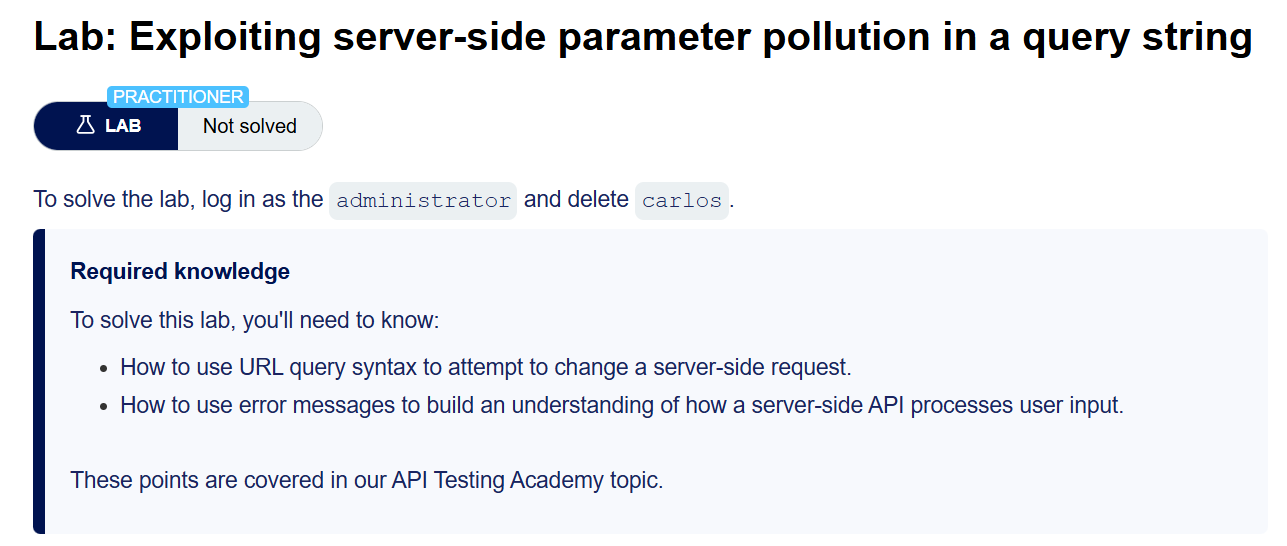 Lab: Exploiting server-side parameter pollution in a query string
PRACTITIONER
LAB
Not solved
To solve the lab, log in as the administrator and delete carlos.
Required knowledge
To solve this lab, you'll need to know:
• How to use URL query syntax to attempt to change a server-side request.
• How to use error messages to build an understanding of how a server-side API processes user input.
These points are covered in our API Testing Academy topic.